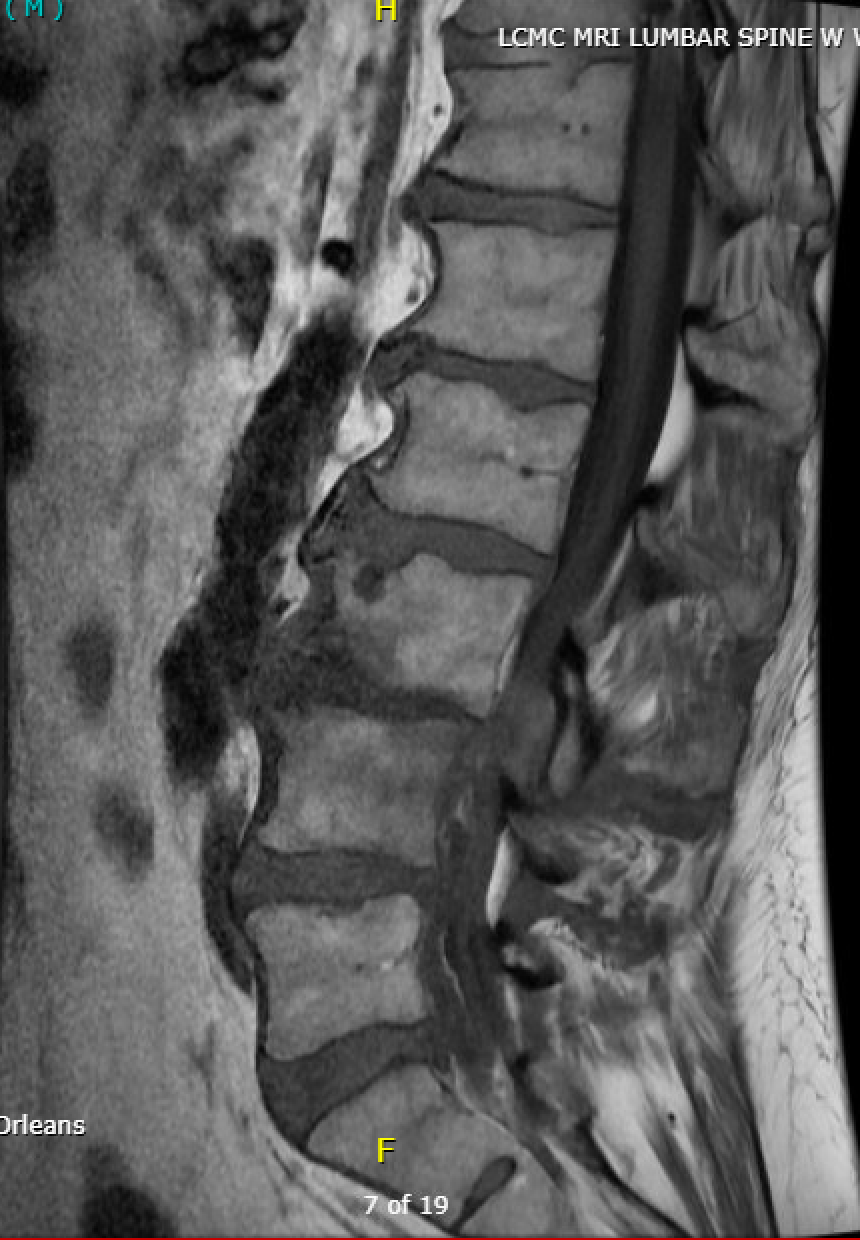 ( M )
H
LCMC MRI LUMBAR SPINE W
Orleans
F
7 of 19